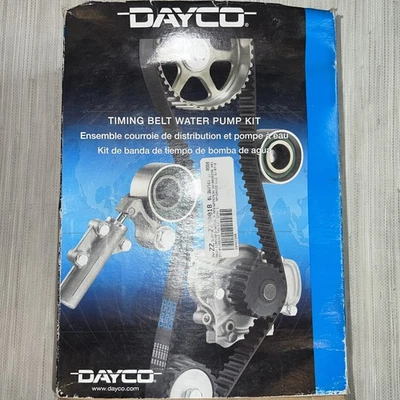 DAYCO
TIMING BELT WATER PUMP KIT
Ensemble courroie de distribution et pompe à eau
Kit de banda de tiempo de bomba de agua
DAYCO
www.dayco.com